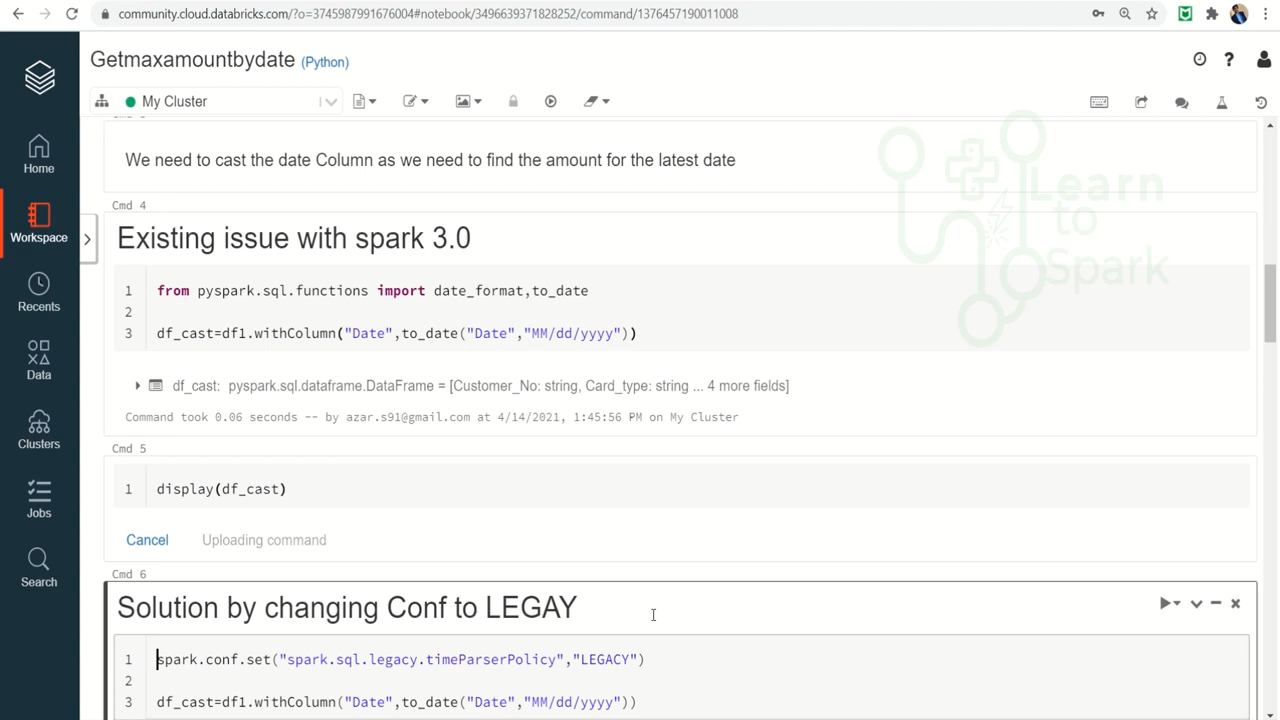 community.cloud.databricks.com/?o=3745987991676004#notebook/3496639371828252/command/1376457190011008
Getmaxamountbydate (Python)
My Cluster
We need to cast the date Column as we need to find the amount for the latest date
Cmd 4
Existing issue with spark 3.0
1 from pyspark.sql.functions import date_format,to_date
2
3 df_cast=df1.withColumn("Date",to_date("Date","MM/dd/yyyy"))
df_cast: pyspark.sql.dataframe.DataFrame = [Customer_No: string, Card_type: string ... 4 more fields]
Command took 0.06 seconds -- by azar.s91@gmail.com at 4/14/2021, 1:45:56 PM on My Cluster
Cmd 5
1 display(df_cast)
Cancel Uploading command
Cmd 6
Solution by changing Conf to LEGAY
1 spark.conf.set("spark.sql.legacy.timeParserPolicy","LEGACY")
2
3 df_cast=df1.withColumn("Date",to_date("Date","MM/dd/yyyy"))
Home
Workspace
Recents
Data
Clusters
Jobs
Search
Learn
to
Spark